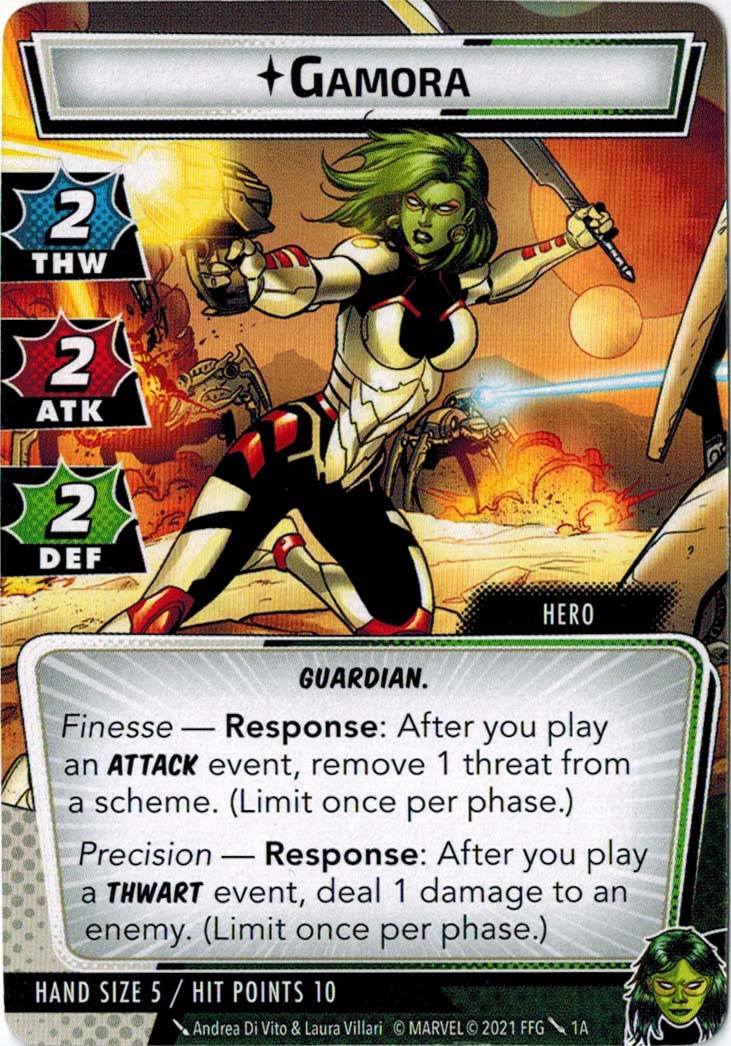 GAMORA
2
THW
2
ATK
2
DEF
HERO
GUARDIAN.
Finesse — Response: After you play
an ATTACK event, remove 1 threat from
a scheme. (Limit once per phase.)
Precision — Response: After you play
a THWART event, deal 1 damage to an
enemy. (Limit once per phase.)
HAND SIZE 5 / HIT POINTS 10
Andrea Di Vito & Laura Villari © MARVEL © 2021 FFG 1A